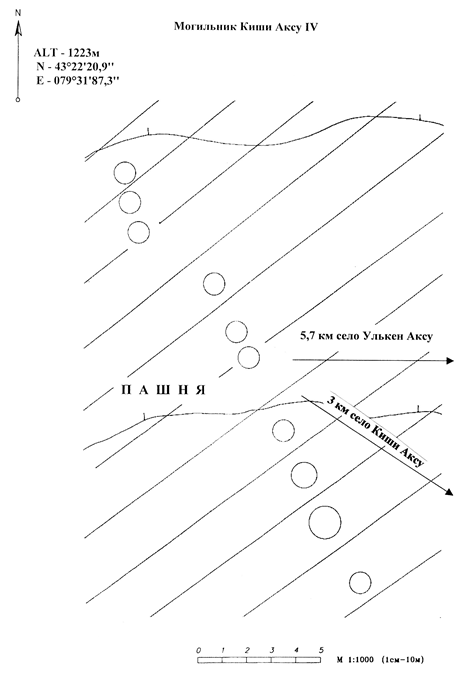 N
Могильник Киши Аксу IV
ALT - 1223м
N - 43°22'20,9''
E - 079°31'87,3''
5,7 км село Улькен Аксу
П А Ш Н Я
3 км село Киши Аксу
0 1 2 3 4 5
М 1:1000 (1см-10м)